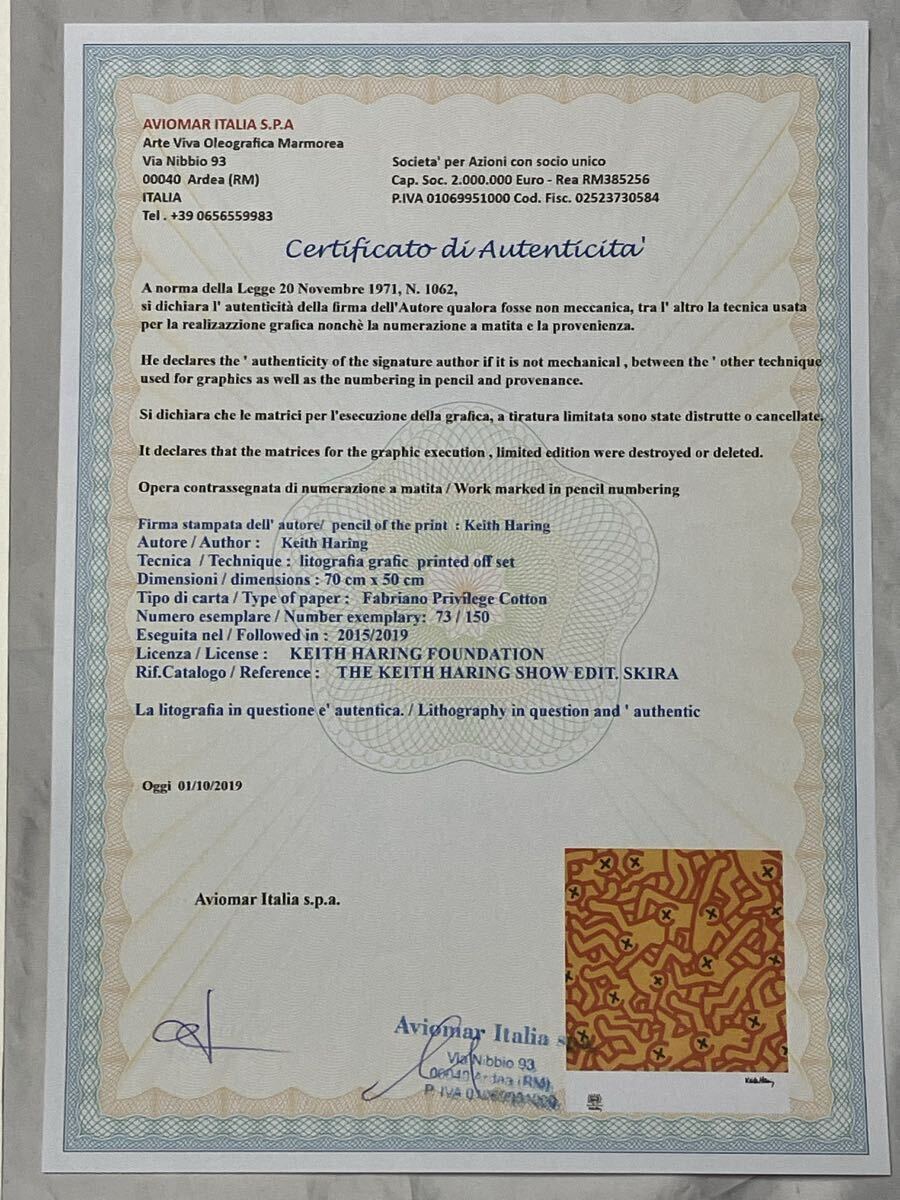 AVIOMAR ITALIA S.P.A
Arte Viva Oleografica Marmorea
Via Nibbio 93
00040 Ardea (RM)
ITALIA
Tel . +39 0656559983
Societa' per Azioni con socio unico
Cap. Soc. 2.000.000 Euro - Rea RM385256
P.IVA 01069951000 Cod. Fisc. 02523730584
Certificato di Autenticita'
A norma della Legge 20 Novembre 1971, N. 1062,
si dichiara l' autenticità della firma dell'Autore qualora fosse non meccanica, tra l' altro la tecnica usata
per la realizazzione grafica nonchè la numerazione a matita e la provenienza.
He declares the ' authenticity of the signature author if it is not mechanical , between the ' other technique
used for graphics as well as the numbering in pencil and provenance.
Si dichiara che le matrici per l'esecuzione della grafica, a tiratura limitata sono state distrutte o cancellate.
It declares that the matrices for the graphic execution , limited edition were destroyed or deleted.
Opera contrassegnata di numerazione a matita / Work marked in pencil numbering
Firma stampata dell' autore/ pencil of the print : Keith Haring
Autore / Author : Keith Haring
Tecnica / Technique : litografia grafic printed off set
Dimensioni / dimensions : 70 cm x 50 cm
Tipo di carta / Type of paper : Fabriano Privilege Cotton
Numero esemplare / Number exemplary: 73 / 150
Eseguita nel / Followed in : 2015/2019
Licenza / License : KEITH HARING FOUNDATION
Rif.Catalogo / Reference : THE KEITH HARING SHOW EDIT. SKIRA
La litografia in questione e' autentica. / Lithography in question and ' authentic
Oggi 01/10/2019
Aviomar Italia s.p.a.
Aviomar Italia
Via Nibbio 93
00040 Ardea (RM)
P. IVA 01069951000
Keith Haring